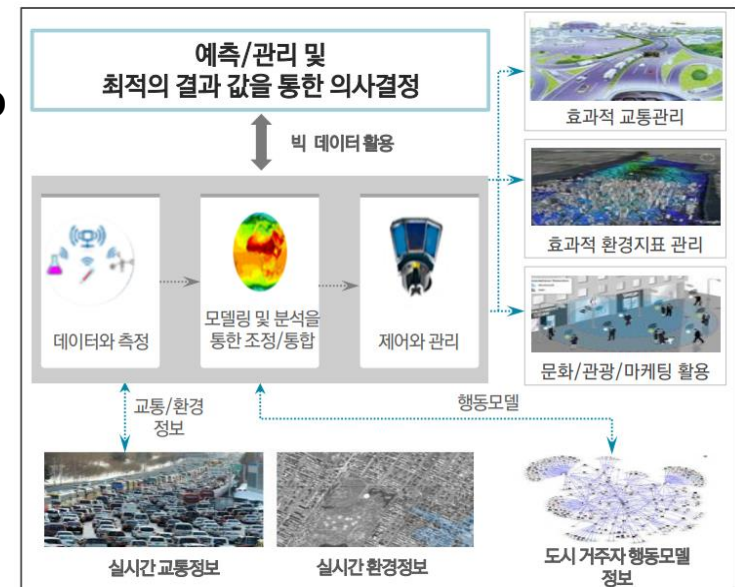 예측/관리 및
최적의 결과 값을 통한 의사결정
빅 데이터 활용
효과적 교통관리
효과적 환경지표 관리
문화/관광/마케팅 활용
데이터와 측정
모델링 및 분석을
통한 조정/통합
제어와 관리
교통/환경
정보
행동모델
실시간 교통정보
실시간 환경정보
도시 거주자 행동모델
정보